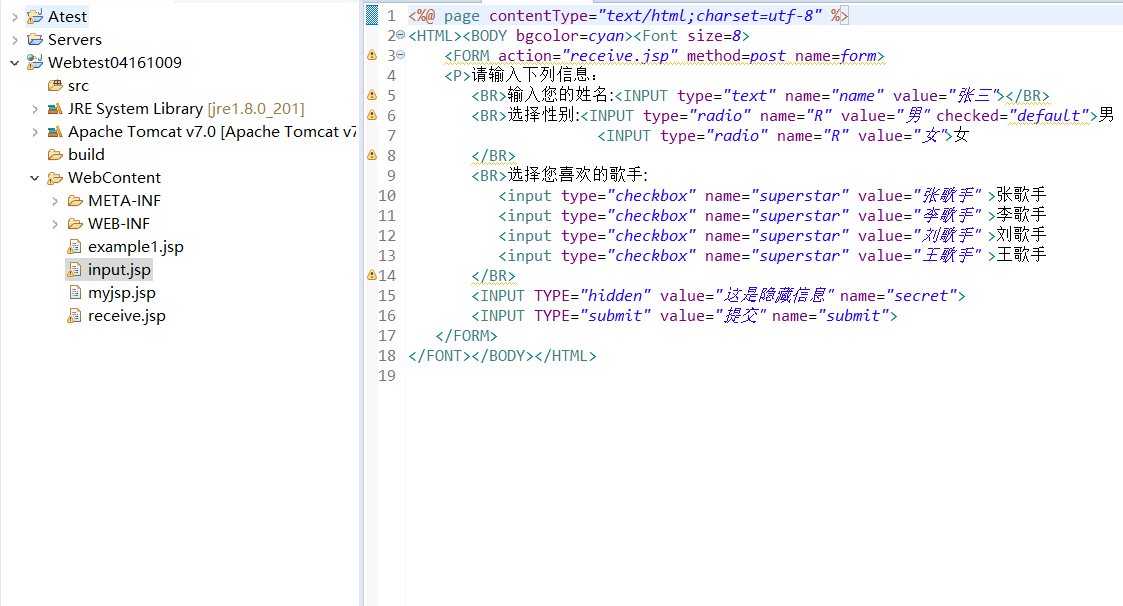 Atest
Servers
Webtest04161009
src
JRE System Library [jre1.8.0_201]
Apache Tomcat v7.0 [Apache Tomcat v7
build
WebContent
META-INF
WEB-INF
example1.jsp
input.jsp
myjsp.jsp
receive.jsp
1 <%@ page contentType="text/html;charset=utf-8" %>
2 <HTML><BODY bgcolor=cyan><Font size=8>
3 <FORM action="receive.jsp" method=post name=form>
4 <P>请输入下列信息:
5 <BR>输入您的姓名:<INPUT type="text" name="name" value="张三"></BR>
6 <BR>选择性别:<INPUT type="radio" name="R" value="男" checked="default">男
7 <INPUT type="radio" name="R" value="女">女
8 </BR>
9 <BR>选择您喜欢的歌手:
10 <input type="checkbox" name="superstar" value="张歌手" >张歌手
11 <input type="checkbox" name="superstar" value="李歌手" >李歌手
12 <input type="checkbox" name="superstar" value="刘歌手" >刘歌手
13 <input type="checkbox" name="superstar" value="王歌手" >王歌手
14 </BR>
15 <INPUT TYPE="hidden" value="这是隐藏信息" name="secret">
16 <INPUT TYPE="submit" value="提交" name="submit">
17 </FORM>
18 </FONT></BODY></HTML>
19